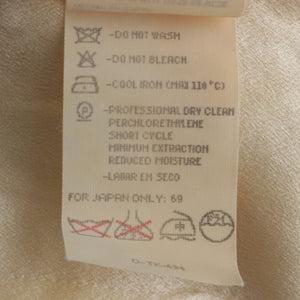 -DO NOT WASH
-DO NOT BLEACH
-COOL IRON (MAX 110°C)
P
-PROFESSIONAL DRY CLEAN
PERCHLORETHYLENE
SHORT CYCLE
MINIMUM EXTRACTION
REDUCED MOISTURE
-LAVAR EN SECO
FOR JAPAN ONLY: 69